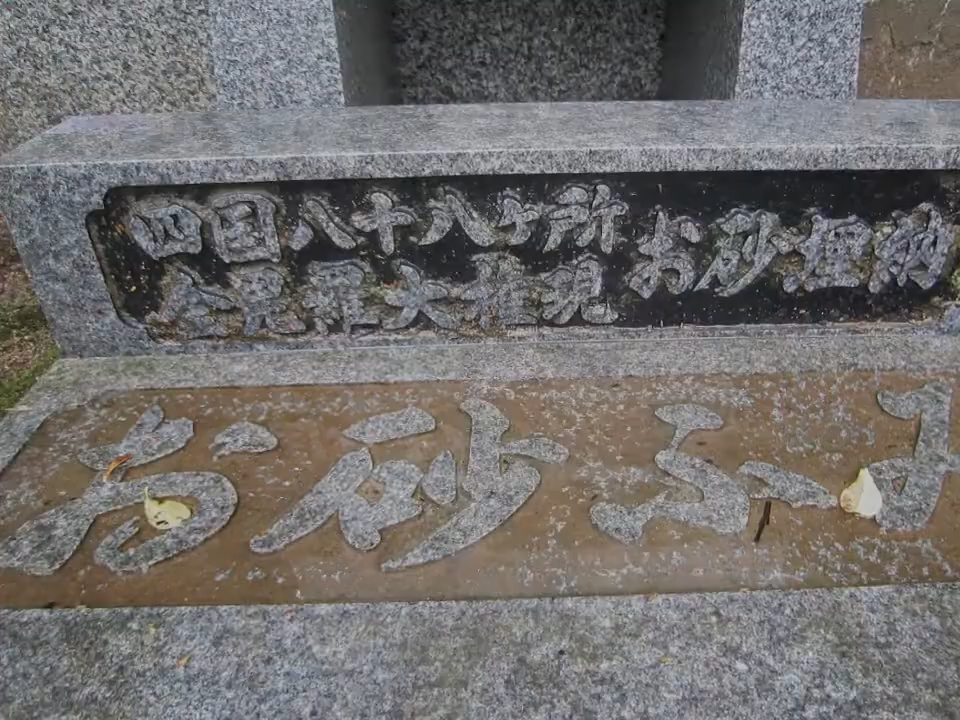 四国八十八ヶ所 お砂埋納
金毘羅大権現
お砂ふみ